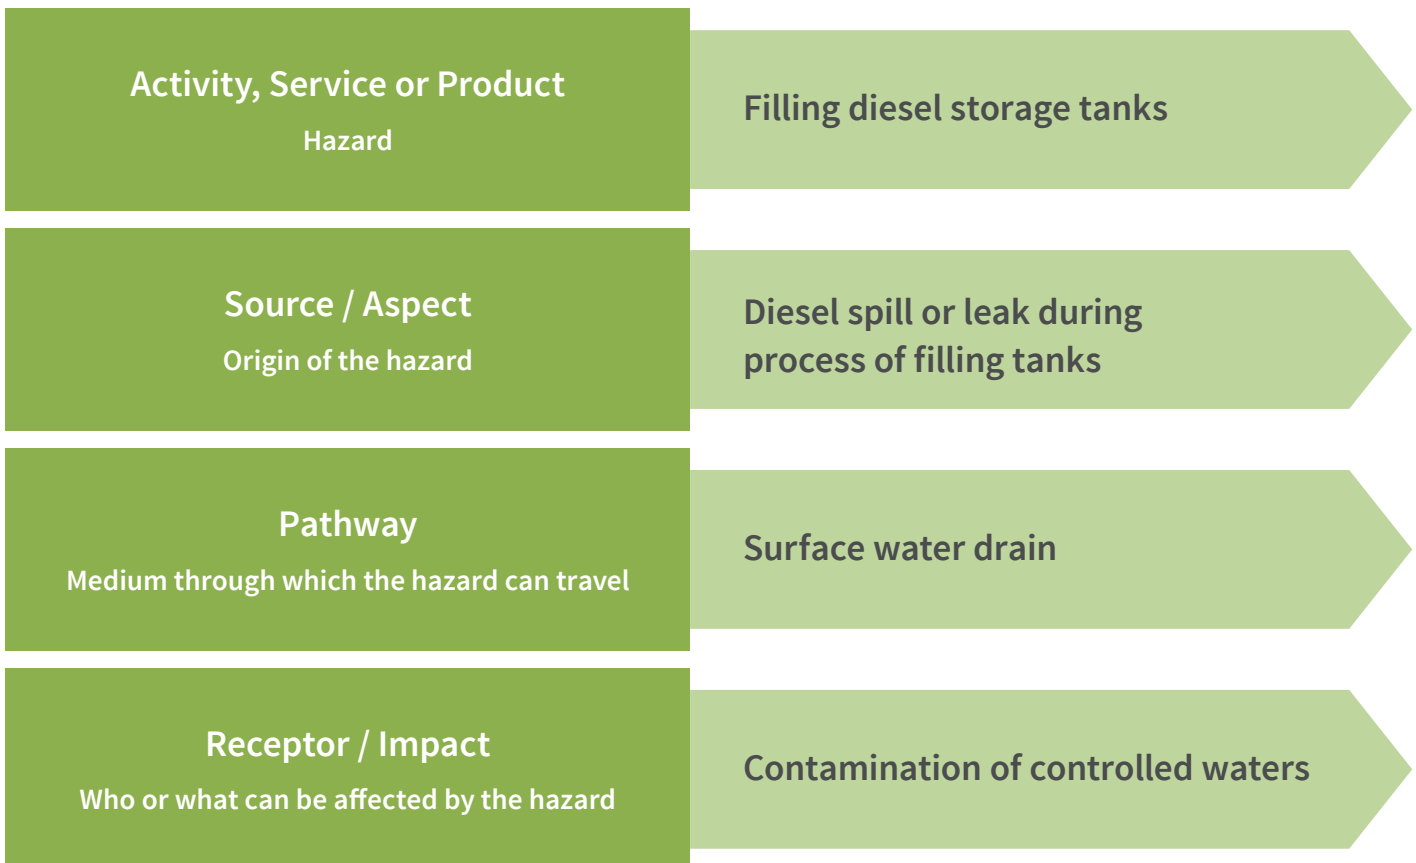 Activity, Service or Product
Hazard
Filling diesel storage tanks
Source / Aspect
Origin of the hazard
Diesel spill or leak during
process of filling tanks
Pathway
Medium through which the hazard can travel
Surface water drain
Receptor / Impact
Who or what can be affected by the hazard
Contamination of controlled waters